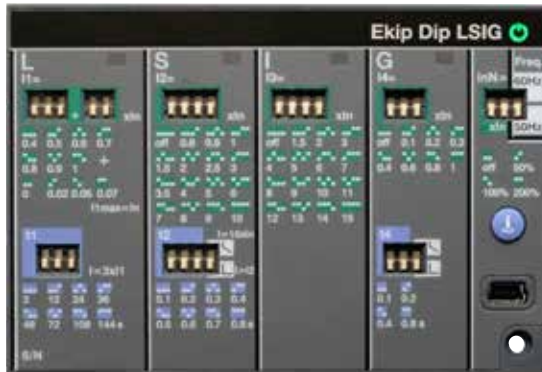 Ekip Dip LSIG
L
S
I
G
I1=
I2=
I3=
I4=
InN=
Freq.
60Hz
50Hz
+
xIn
xIn
xIn
xIn
xIn
0.4 0.5 0.6 0.7
0.8 0.9 1 +
0 0.02 0.05 0.07
I1max=In
off 0.6 0.8 1
1.5 2 2.5 3
3.5 4 5 6
7 8 9 10
off 1.5 2 3
4 5 6 7
8 9 10 11
12 13 14 15
off 0.1 0.2 0.3
0.4 0.6 0.8 1
off 50%
100% 200%
t1
I=3xI1
3 12 24 36
48 72 108 144s
S/N
t2
I=10xIn
0.1 0.2 0.3 0.4
0.5 0.6 0.7 0.8s
t4
0.1 0.2
0.4 0.8s